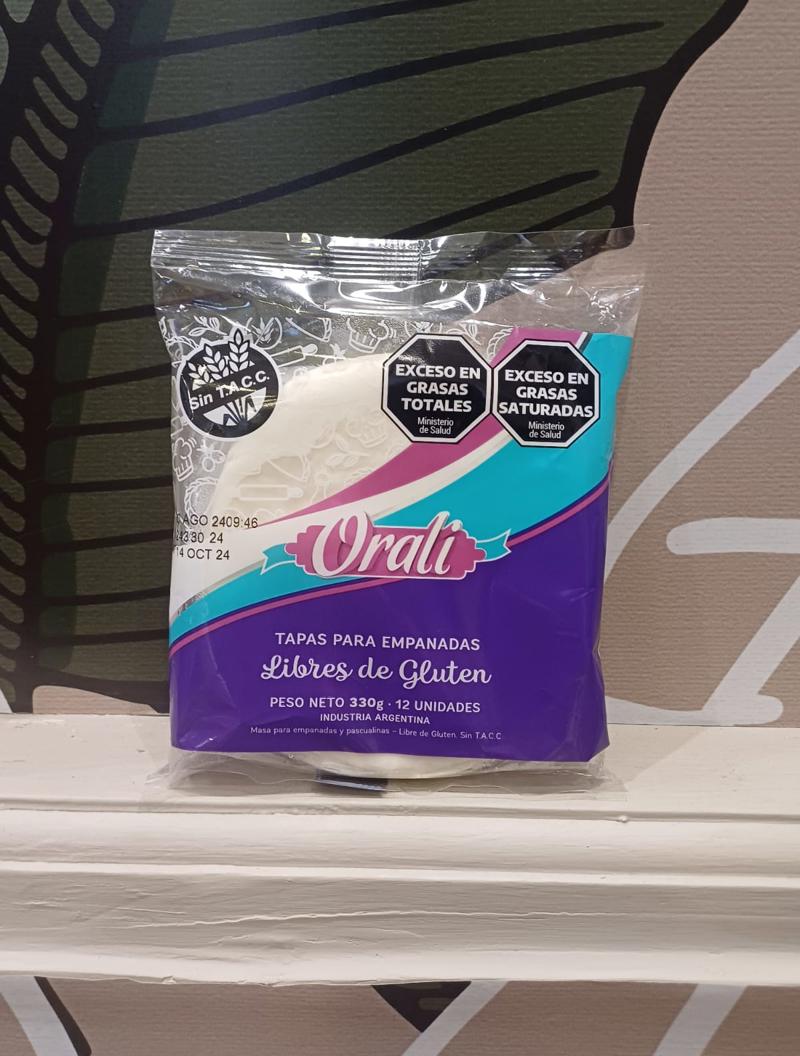 Sin T.A.C.C.
EXCESO EN
GRASAS
TOTALES
Ministerio
de Salud
EXCESO EN
GRASAS
SATURADAS
Ministerio
de Salud
AGO 2409:46
24
14 OCT 24
Orali
TAPAS PARA EMPANADAS
Libres de Gluten
PESO NETO 330g · 12 UNIDADES
INDUSTRIA ARGENTINA
Masa para empanadas y pascualinas – Libre de Gluten. Sin T.A.C.C.